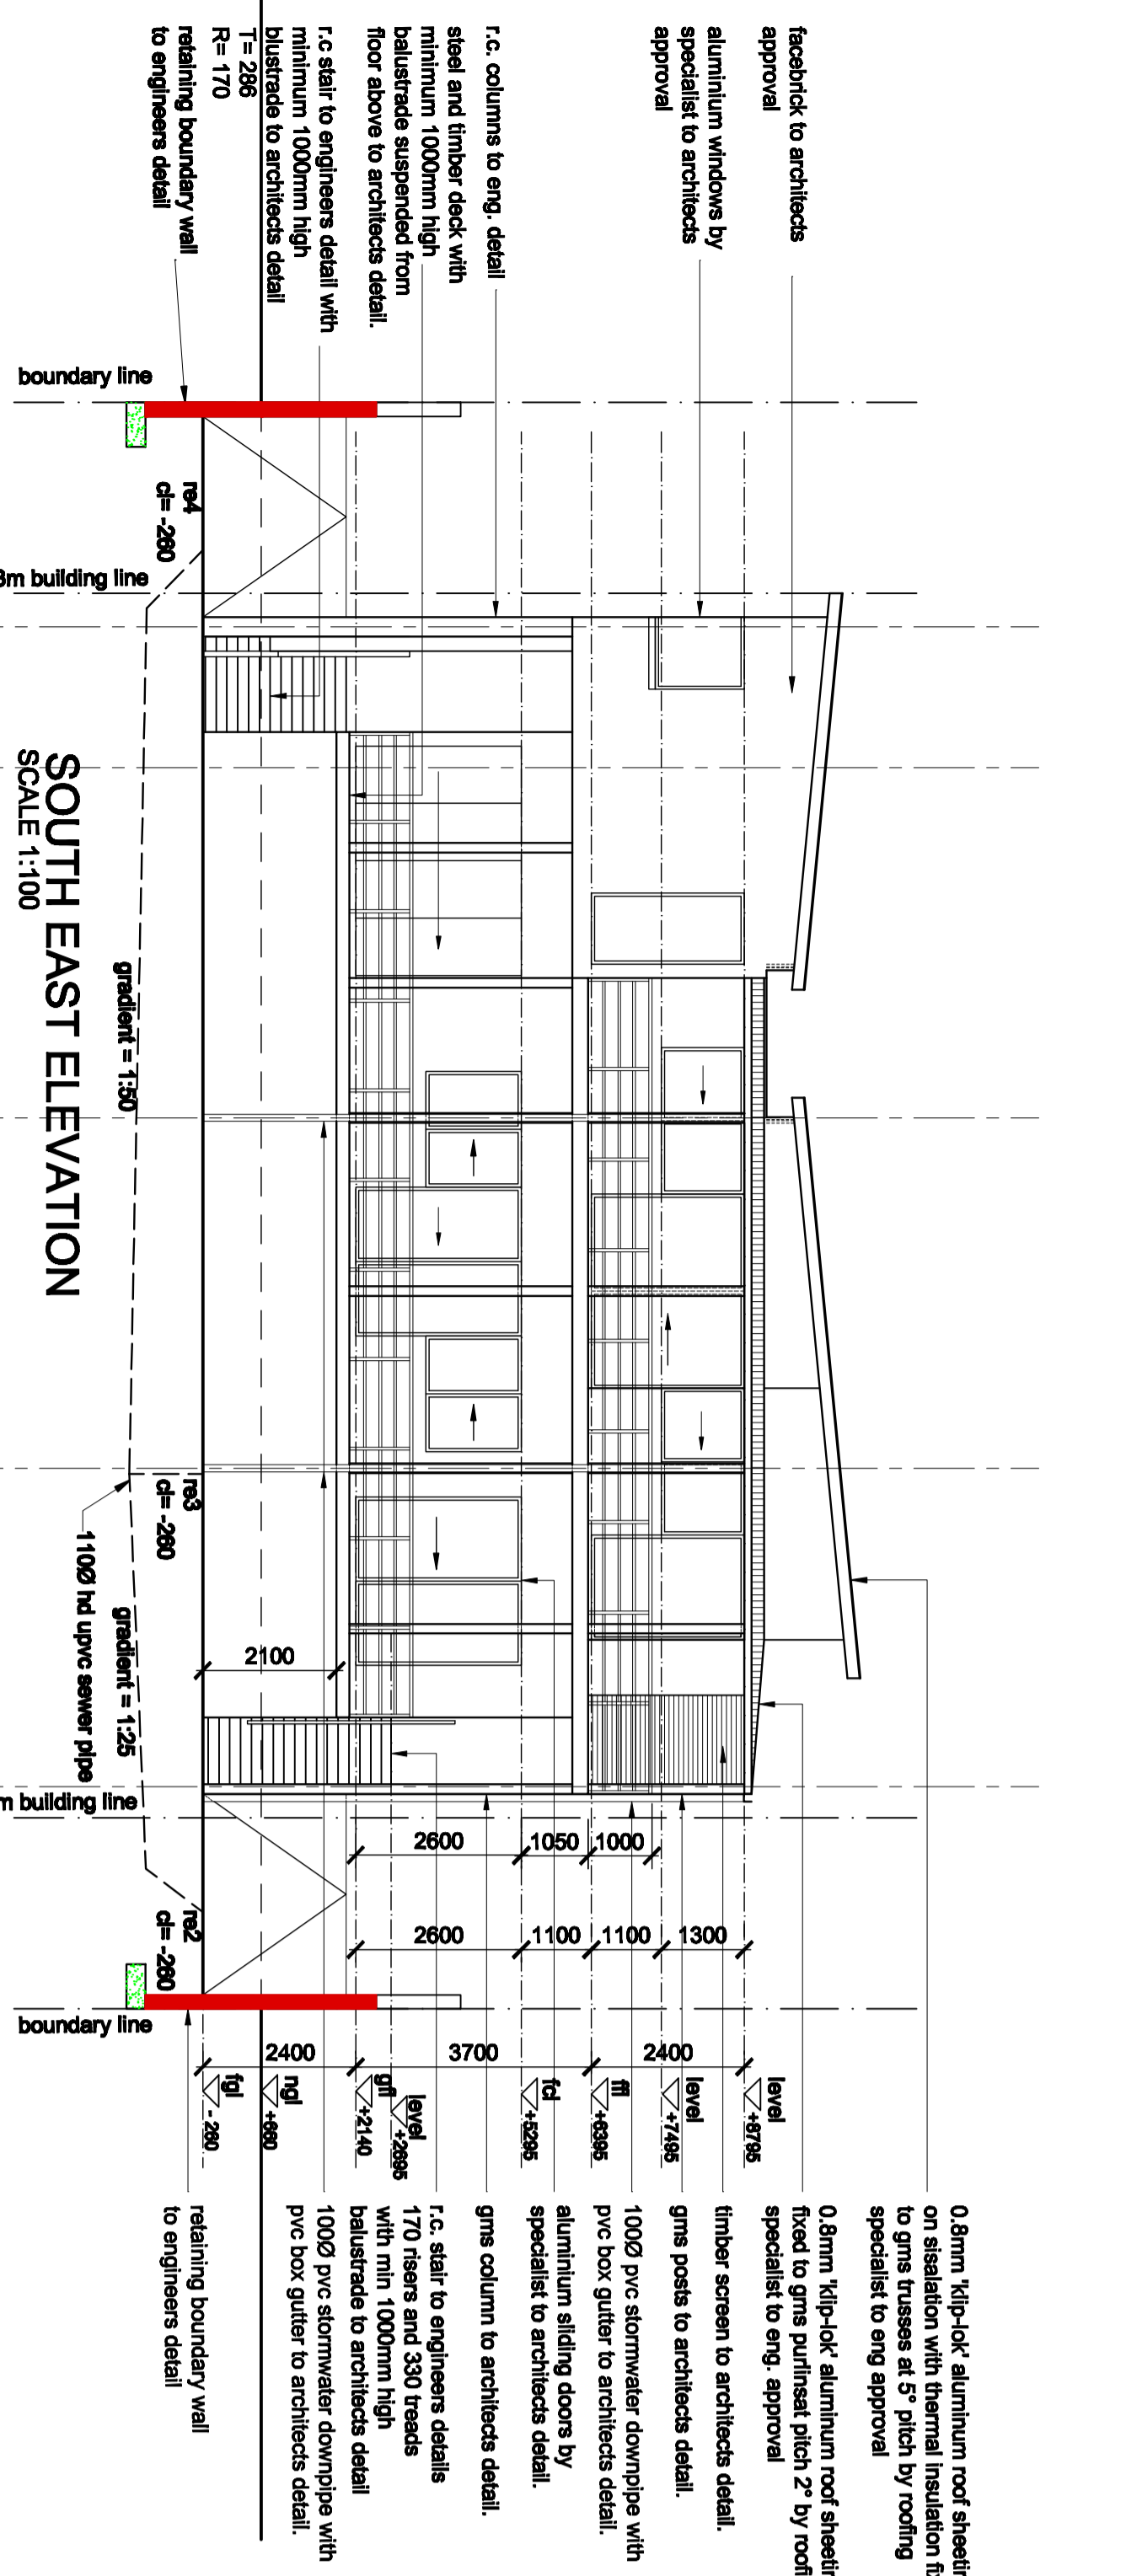 facebrick to architects
approval
aluminium windows by
specialist to architects
approval
r.c. columns to eng. detail
steel and timber deck with
minimum 1000mm high
balustrade suspended from
floor above to architects detail.
r.c stair to engineers detail with
minimum 1000mm high
blustrade to architects detail
T= 286
R= 170
retaining boundary wall
to engineers detail
boundary line
re4
cl= -260
3m building line
SOUTH EAST ELEVATION
SCALE 1:100
gradient = 1:50
re3
cl= -260
110Ø hd upvc sewer pipe
gradient = 1:25
2100
m building line
re2
cl= -260
boundary line
2600
1050
1000
2600
1100
1100
1300
2400
3700
2400
level
+8795
level
+7495
ffl
+6395
fcl
+5295
level
+2695
gfl
+2140
ngl
+660
fgl
- 260
0.8mm 'klip-lok' aluminum roof
on sisalation with thermal insulation
to gms trusses at 5° pitch by roofing
specialist to eng approval
0.8mm 'klip-lok' aluminum roof
fixed to gms purlinsat pitch 2° by
specialist to eng. approval
timber screen to architects detail.
gms posts to architects detail.
100Ø pvc stormwater downpipe with
pvc box gutter to architects detail.
aluminium sliding doors by
specialist to architects detail.
gms column to architects detail.
r.c. stair to engineers details
170 risers and 330 treads
with min 1000mm high
balustrade to architects detail
100Ø pvc stormwater downpipe with
pvc box gutter to architects detail.
retaining boundary wall
to engineers detail